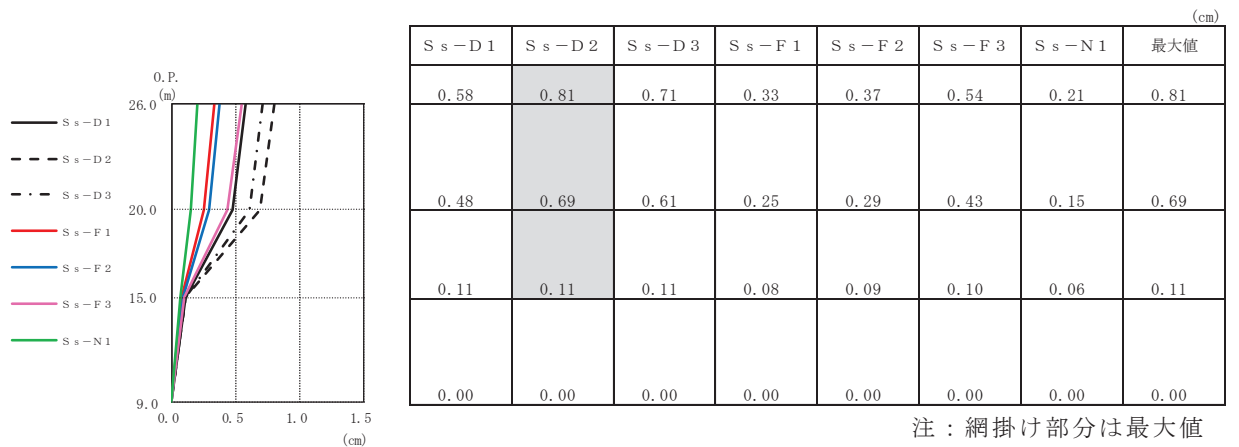 (cm)
Ss-D1 Ss-D2 Ss-D3 Ss-F1 Ss-F2 Ss-F3 Ss-N1 最大値
0.58 0.81 0.71 0.33 0.37 0.54 0.21 0.81
0.48 0.69 0.61 0.25 0.29 0.43 0.15 0.69
0.11 0.11 0.11 0.08 0.09 0.10 0.06 0.11
0.00 0.00 0.00 0.00 0.00 0.00 0.00 0.00
注：網掛け部分は最大値
O.P.
(m)
26.0
20.0
15.0
9.0
0.0 0.5 1.0 1.5
(cm)
Ss-D1
Ss-D2
Ss-D3
Ss-F1
Ss-F2
Ss-F3
Ss-N1